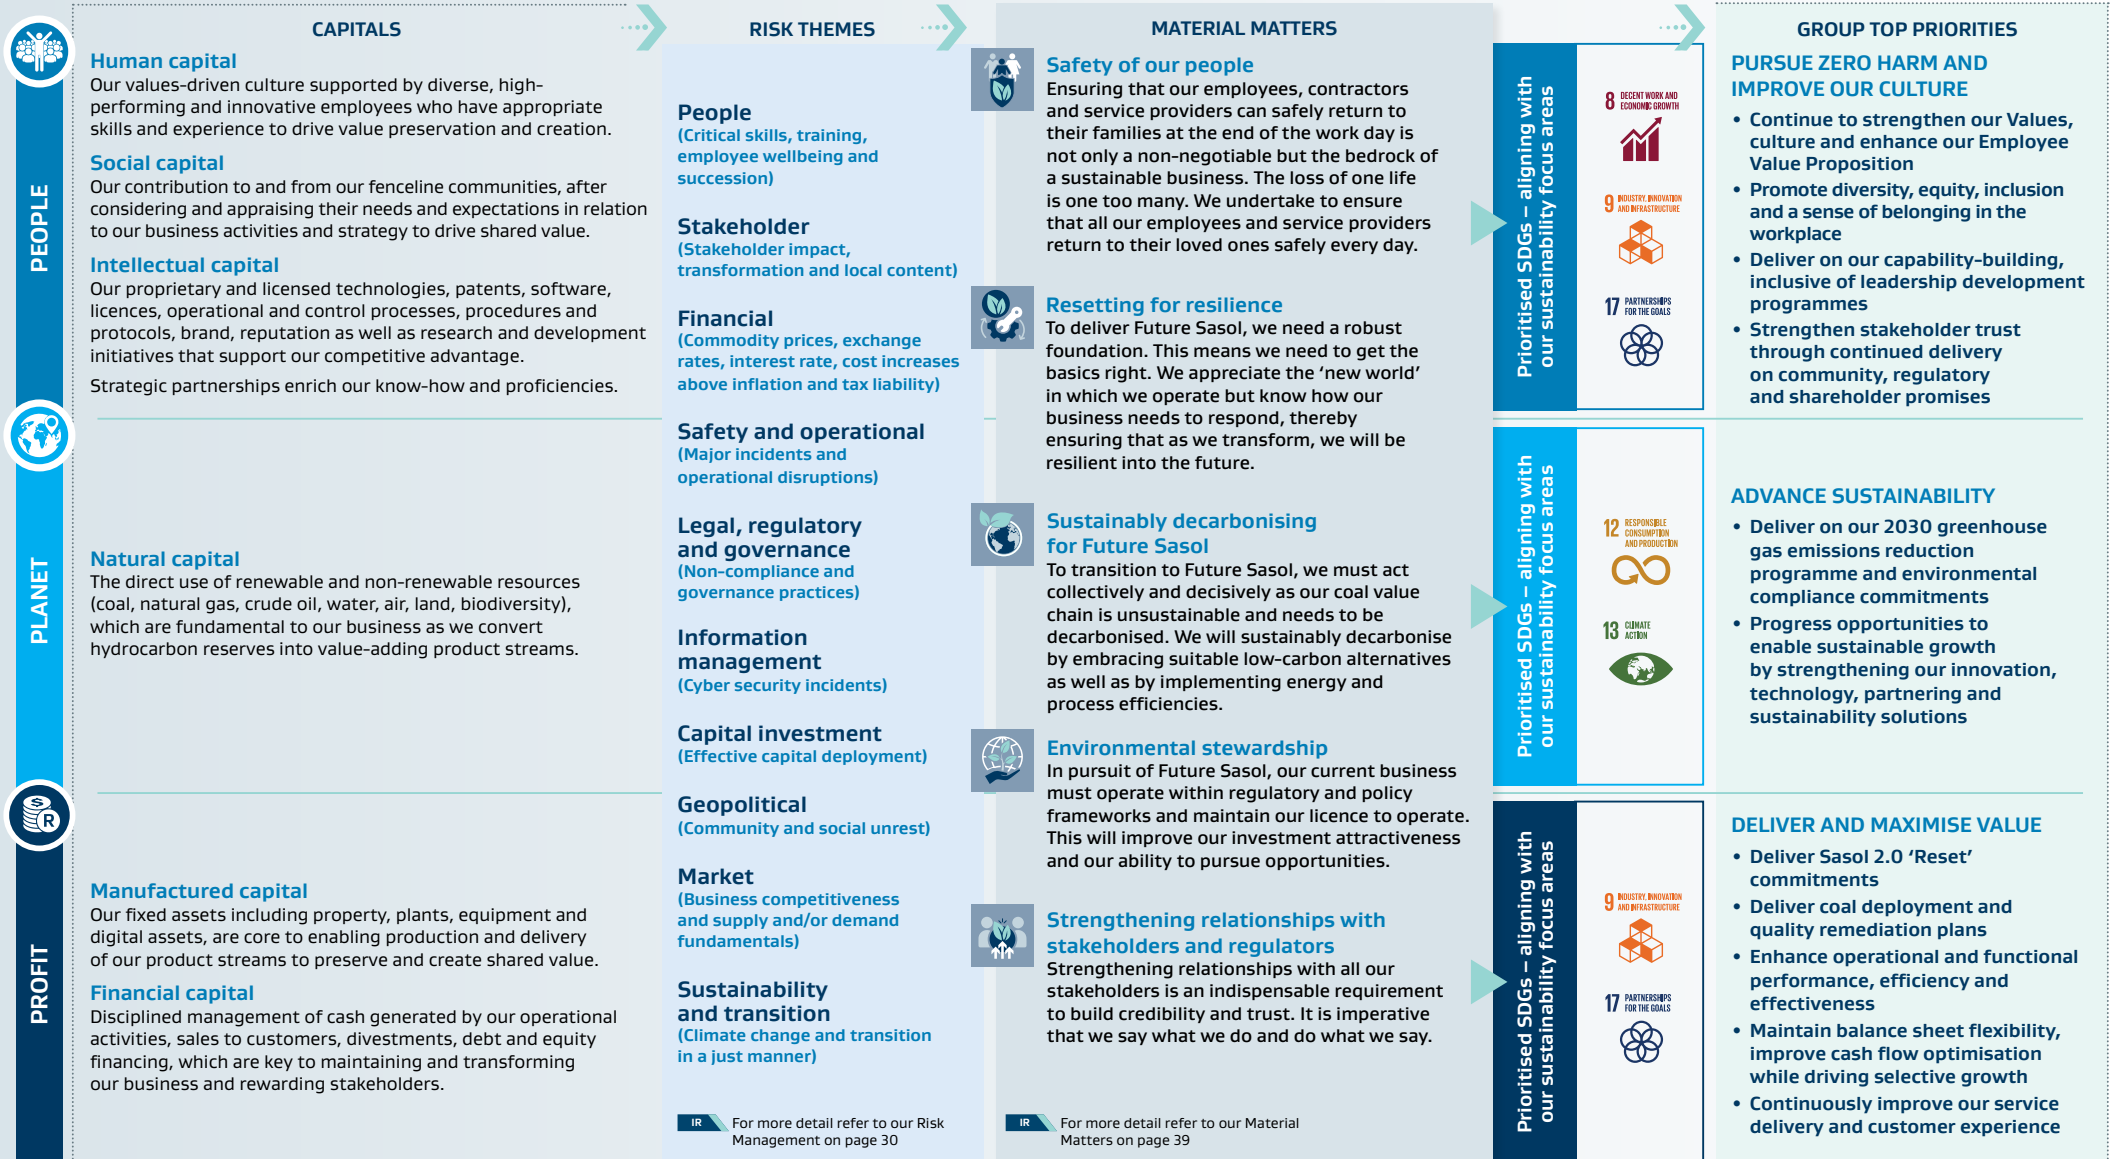 CAPITALS
PEOPLE
Human capital
Our values-driven culture supported by diverse, high-
performing and innovative employees who have appropriate
skills and experience to drive value preservation and creation.
Social capital
Our contribution to and from our fenceline communities, after
considering and appraising their needs and expectations in relation
to our business activities and strategy to drive shared value.
Intellectual capital
Our proprietary and licensed technologies, patents, software,
licences, operational and control processes, procedures and
protocols, brand, reputation as well as research and development
initiatives that support our competitive advantage.
Strategic partnerships enrich our know-how and proficiencies.
PLANET
Natural capital
The direct use of renewable and non-renewable resources
(coal, natural gas, crude oil, water, air, land, biodiversity),
which are fundamental to our business as we convert
hydrocarbon reserves into value-adding product streams.
S
R
PROFIT
Manufactured capital
Our fixed assets including property, plants, equipment and
digital assets, are core to enabling production and delivery
of our product streams to preserve and create shared value.
Financial capital
Disciplined management of cash generated by our operational
activities, sales to customers, divestments, debt and equity
financing, which are key to maintaining and transforming
our business and rewarding stakeholders.
RISK THEMES
People
(Critical skills, training,
employee wellbeing and
succession)
Stakeholder
(Stakeholder impact,
transformation and local content)
Financial
(Commodity prices, exchange
rates, interest rate, cost increases
above inflation and tax liability)
Safety and operational
(Major incidents and
operational disruptions)
Legal, regulatory
and governance
(Non-compliance and
governance practices)
Information
management
(Cyber security incidents)
Capital investment
(Effective capital deployment)
Geopolitical
(Community and social unrest)
Market
(Business competitiveness
and supply and/or demand
fundamentals)
Sustainability
and transition
(Climate change and transition
in a just manner)
IR
For more detail refer to our Risk
Management on page 30
MATERIAL MATTERS
Safety of our people
Ensuring that our employees, contractors
and service providers can safely return to
their families at the end of the work day is
not only a non-negotiable but the bedrock of
a sustainable business. The loss of one life
is one too many. We undertake to ensure
that all our employees and service providers
return to their loved ones safely every day.
Resetting for resilience
To deliver Future Sasol, we need a robust
foundation. This means we need to get the
basics right. We appreciate the ‘new world’
in which we operate but know how our
business needs to respond, thereby
ensuring that as we transform, we will be
resilient into the future.
Sustainably decarbonising
for Future Sasol
To transition to Future Sasol, we must act
collectively and decisively as our coal value
chain is unsustainable and needs to be
decarbonised. We will sustainably decarbonise
by embracing suitable low-carbon alternatives
as well as by implementing energy and
process efficiencies.
Environmental stewardship
In pursuit of Future Sasol, our current business
must operate within regulatory and policy
frameworks and maintain our licence to operate.
This will improve our investment attractiveness
and our ability to pursue opportunities.
Strengthening relationships with
stakeholders and regulators
Strengthening relationships with all our
stakeholders is an indispensable requirement
to build credibility and trust. It is imperative
that we say what we do and do what we say.
IR
For more detail refer to our Material
Matters on page 39
Prioritised SDGs – aligning with
our sustainability focus areas
8 DECENT WORK AND
ECONOMIC GROWTH
9 INDUSTRY, INNOVATION
AND INFRASTRUCTURE
17 PARTNERSHIPS
FOR THE GOALS
Prioritised SDGs – aligning with
our sustainability focus areas
12 RESPONSIBLE
CONSUMPTION
AND PRODUCTION
13 CLIMATE
ACTION
Prioritised SDGs – aligning with
our sustainability focus areas
9 INDUSTRY, INNOVATION
AND INFRASTRUCTURE
17 PARTNERSHIPS
FOR THE GOALS
GROUP TOP PRIORITIES
PURSUE ZERO HARM AND
IMPROVE OUR CULTURE
• Continue to strengthen our Values,
culture and enhance our Employee
Value Proposition
• Promote diversity, equity, inclusion
and a sense of belonging in the
workplace
• Deliver on our capability-building,
inclusive of leadership development
programmes
• Strengthen stakeholder trust
through continued delivery
on community, regulatory
and shareholder promises
ADVANCE SUSTAINABILITY
• Deliver on our 2030 greenhouse
gas emissions reduction
programme and environmental
compliance commitments
• Progress opportunities to
enable sustainable growth
by strengthening our innovation,
technology, partnering and
sustainability solutions
DELIVER AND MAXIMISE VALUE
• Deliver Sasol 2.0 ‘Reset’
commitments
• Deliver coal deployment and
quality remediation plans
• Enhance operational and functional
performance, efficiency and
effectiveness
• Maintain balance sheet flexibility,
improve cash flow optimisation
while driving selective growth
• Continuously improve our service
delivery and customer experience